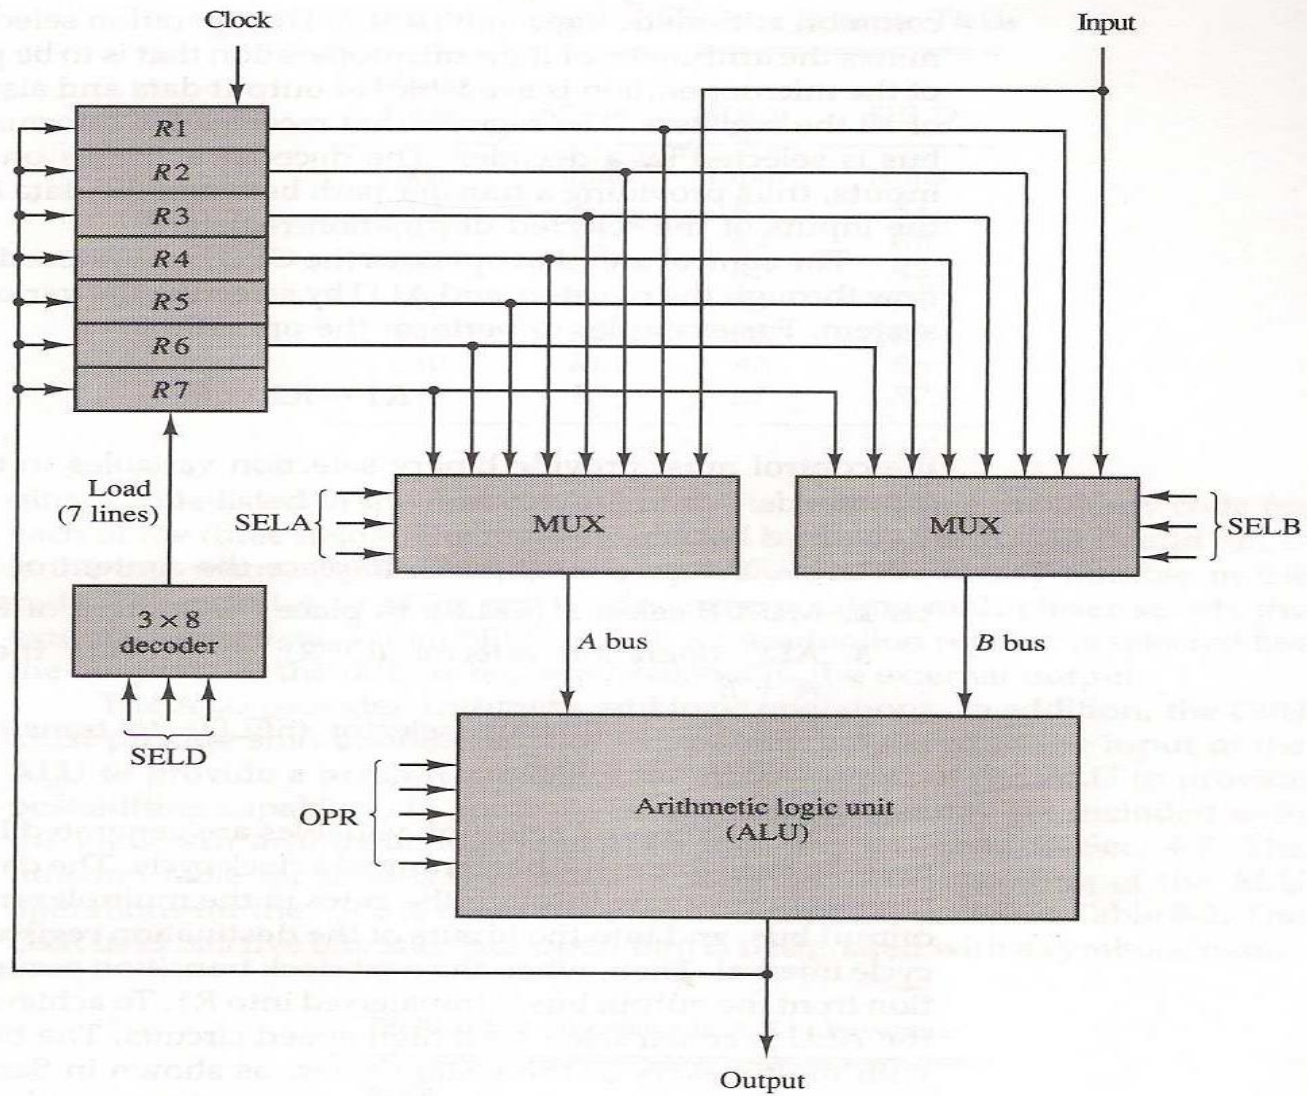 Clock
Input
R1
R2
R3
R4
R5
R6
R7
Load
(7 lines)
SELA
MUX
MUX
SELB
3 × 8
decoder
A bus
B bus
SELD
OPR
Arithmetic logic unit
(ALU)
Output